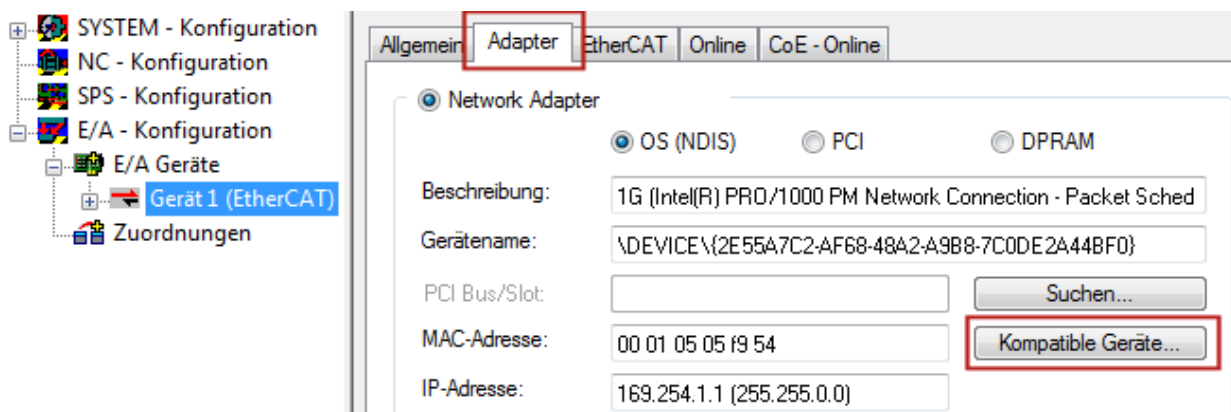 SYSTEM - Konfiguration
NC - Konfiguration
SPS - Konfiguration
E/A - Konfiguration
E/A Geräte
Gerät 1 (EtherCAT)
Zuordnungen
Allgemein Adapter EtherCAT Online CoE - Online
Network Adapter
OS (NDIS) PCI DPRAM
Beschreibung: 1G (Intel(R) PRO/1000 PM Network Connection - Packet Sched
Gerätename: \DEVICE\{2E55A7C2-AF68-48A2-A9B8-7C0DE2A44BF0}
PCI Bus/Slot: Suchen...
MAC-Adresse: 00 01 05 05 f9 54 Kompatible Geräte...
IP-Adresse: 169.254.1.1 (255.255.0.0)